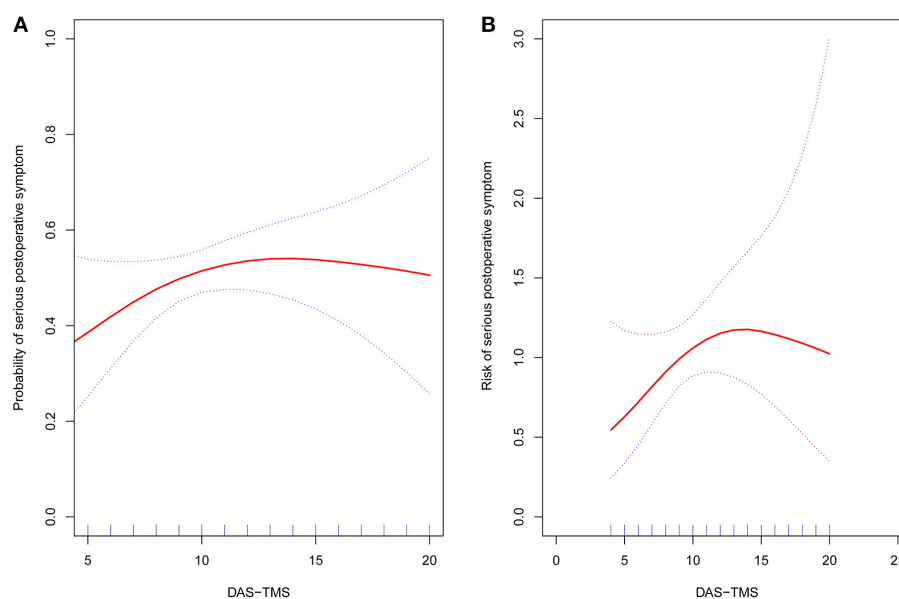 A
Probability of serious postoperative symptom
1.0
0.8
0.6
0.4
0.2
0.0
5 10 15 20
DAS−TMS
B
Risk of serious postoperative symptom
3.0
2.5
2.0
1.5
1.0
0.5
0.0
0 5 10 15 20
DAS−TMS